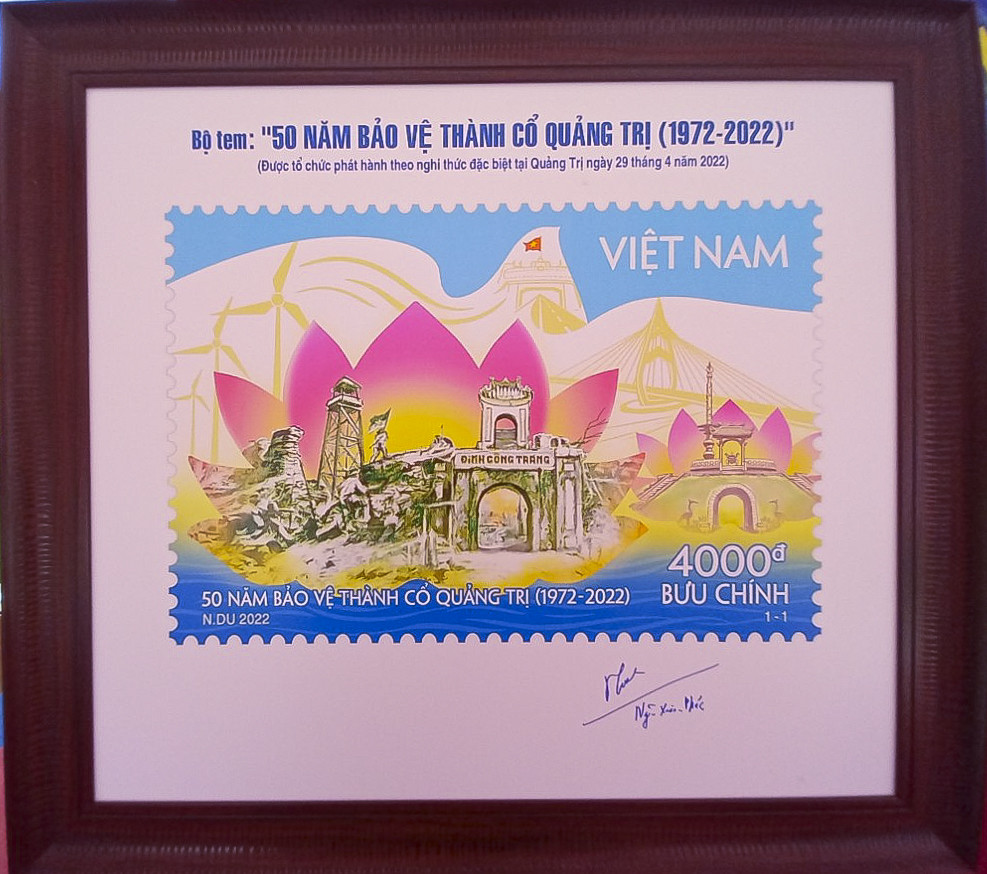 Bộ tem: "50 NĂM BẢO VỆ THÀNH CỔ QUẢNG TRỊ (1972-2022)"
(Được tổ chức phát hành theo nghi thức đặc biệt tại Quảng Trị ngày 29 tháng 4 năm 2022)
VIỆT NAM
ĐINH CÔNG TRÁNG
4000đ
50 NĂM BẢO VỆ THÀNH CỔ QUẢNG TRỊ (1972-2022)
BƯU CHÍNH
N.DU 2022
1 - 1